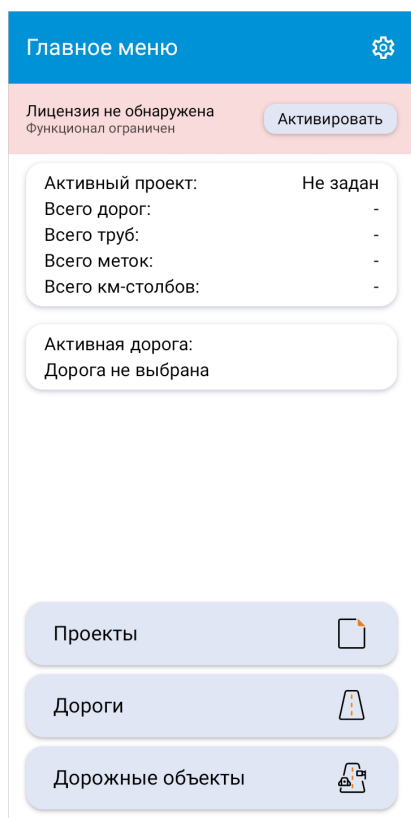 Главное меню
Лицензия не обнаружена
Функционал ограничен
Активировать
Активный проект: Не задан
Всего дорог: -
Всего труб: -
Всего меток: -
Всего км-столбов: -
Активная дорога:
Дорога не выбрана
Проекты
Дороги
Дорожные объекты